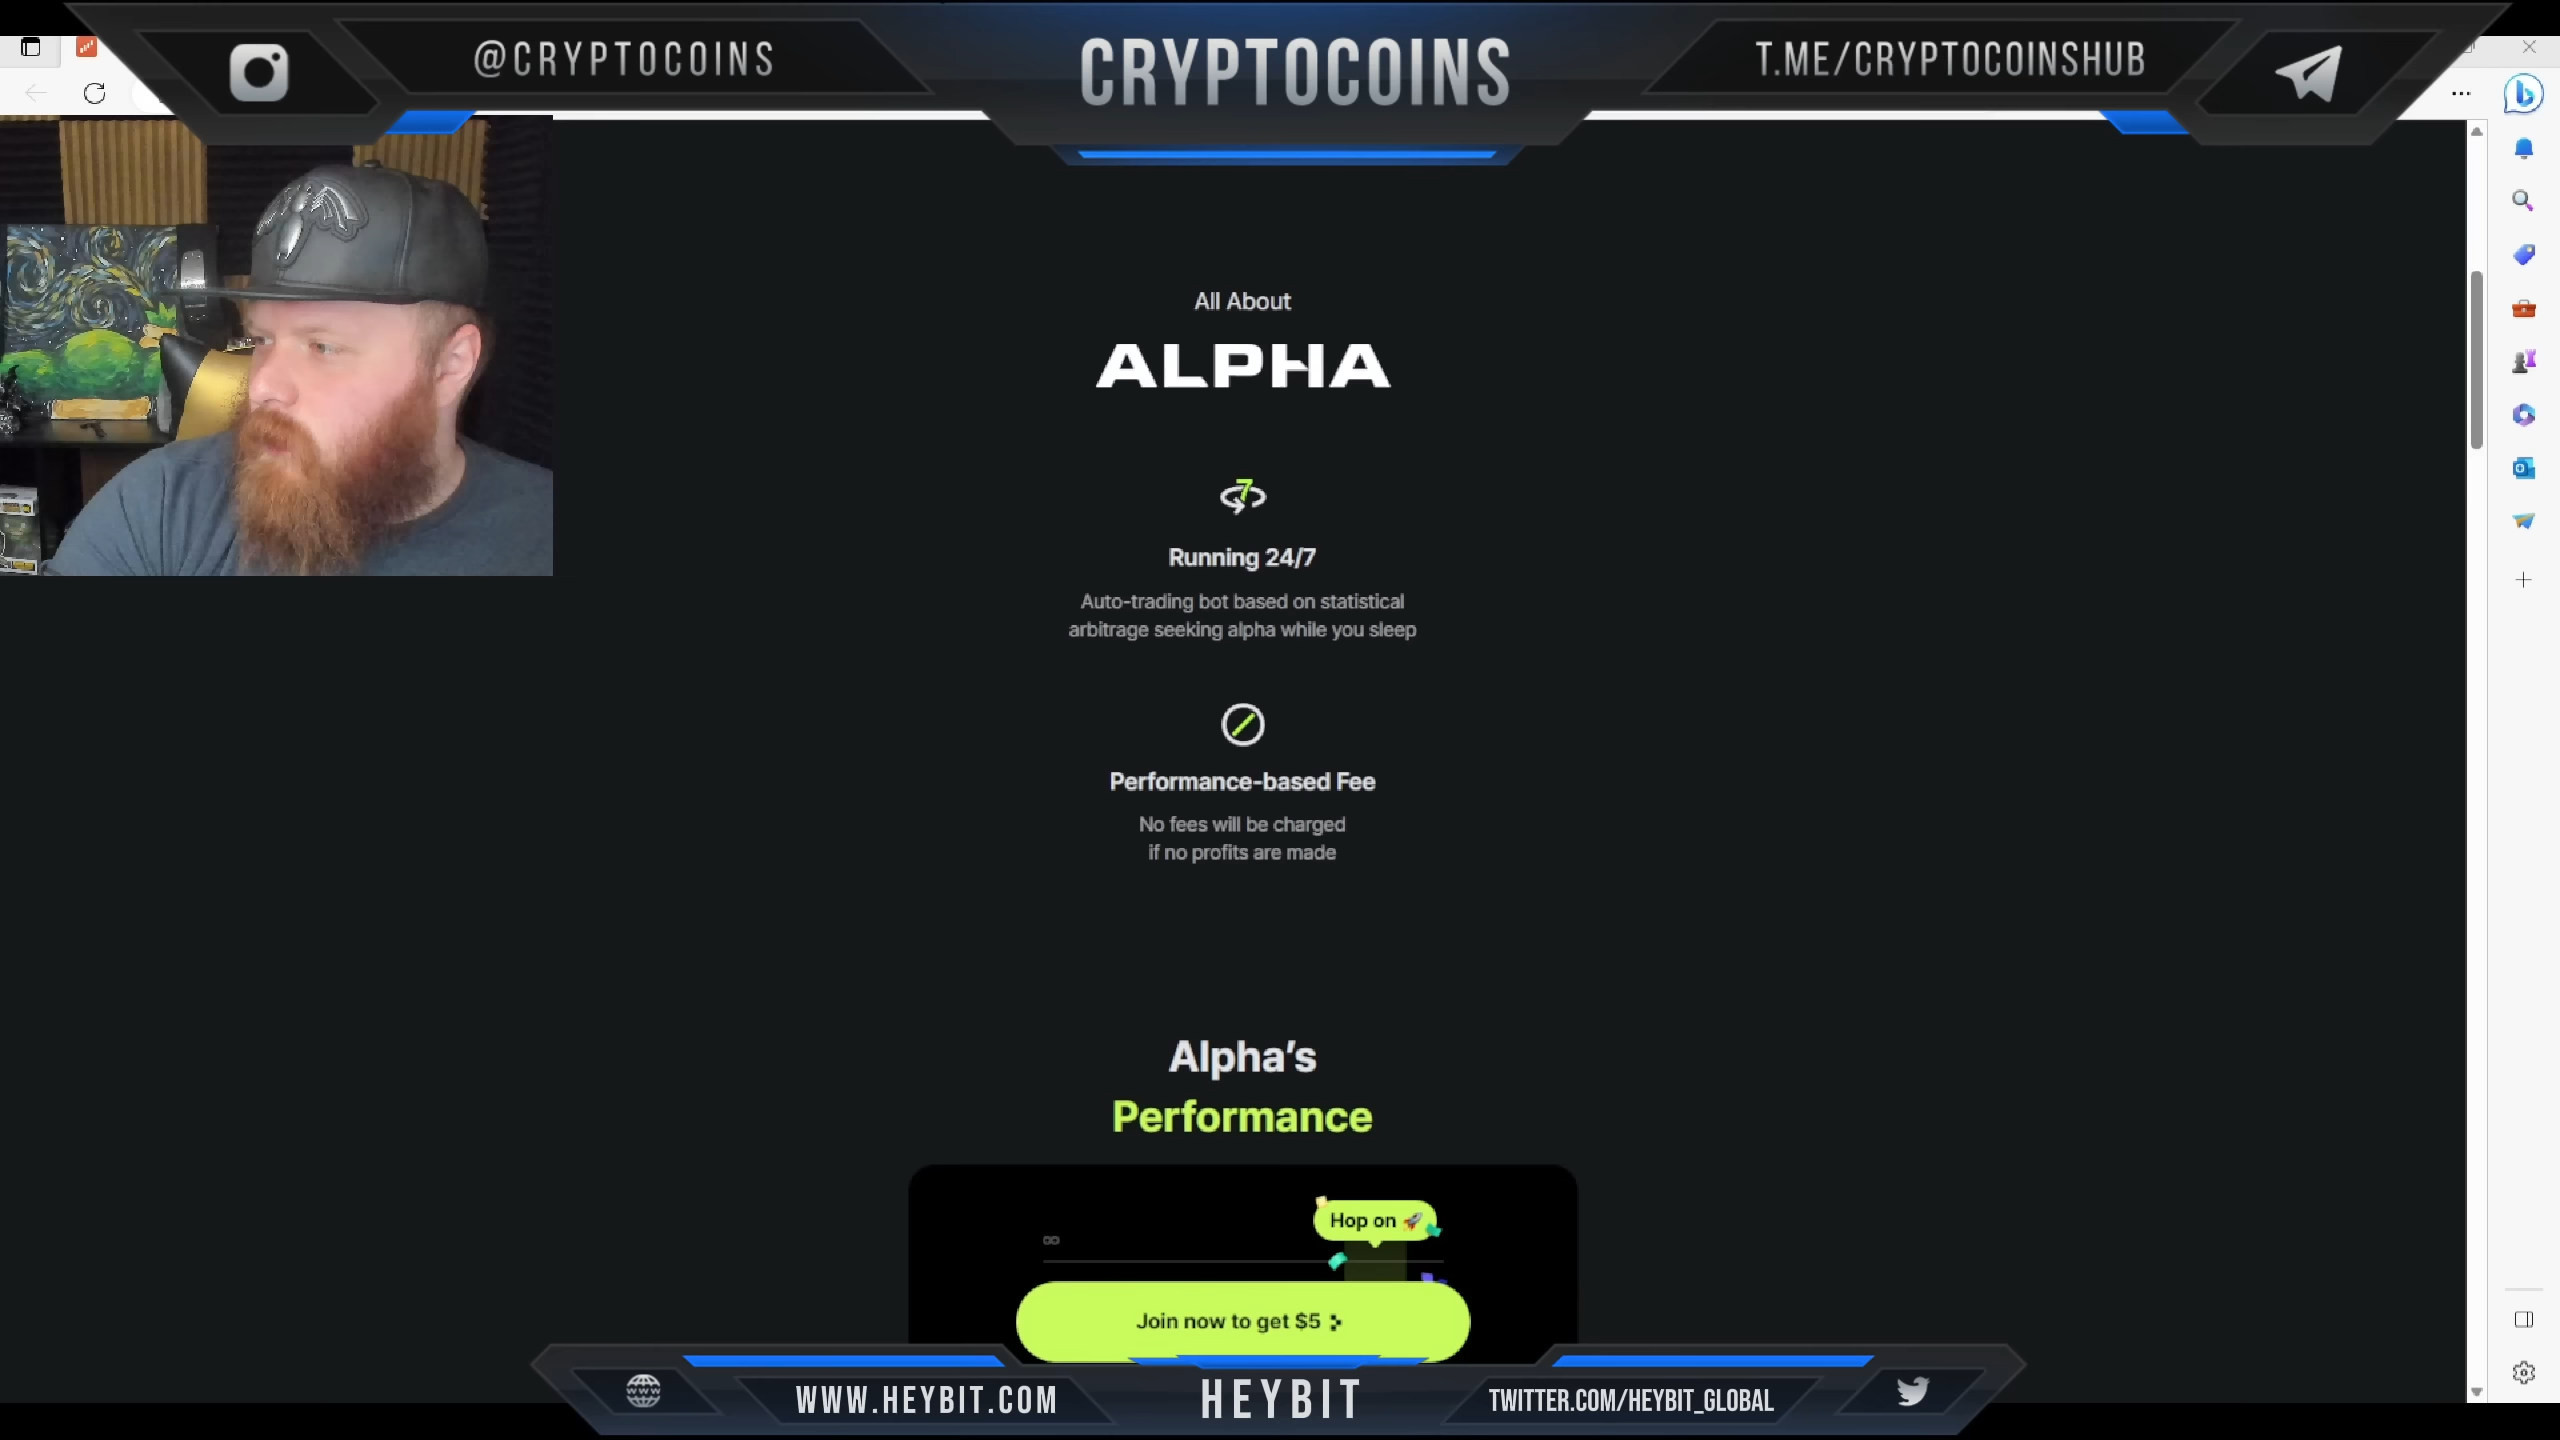 @CRYPTOCOINS
CRYPTOCOINS
T.ME/CRYPTOCOINSHUB
All About
ALPHA
7
Running 24/7
Auto-trading bot based on statistical
arbitrage seeking alpha while you sleep
Performance-based Fee
No fees will be charged
if no profits are made
Alpha's
Performance
Hop on 🚀
∞
Join now to get $5
WWW
WWW.HEYBIT.COM
HEYBIT
TWITTER.COM/HEYBIT_GLOBAL